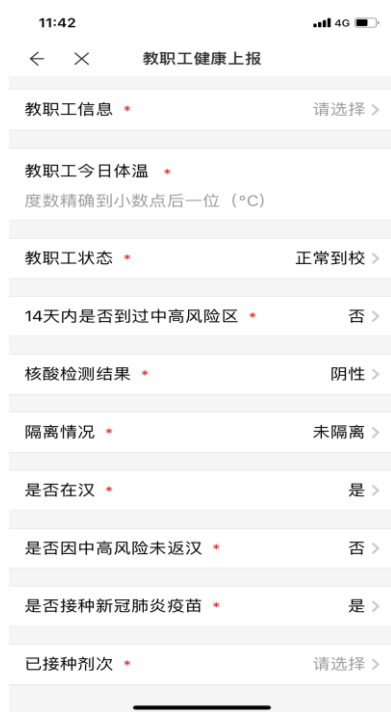 11:42 4G
教职工健康上报
教职工信息 * 请选择
教职工今日体温 *
度数精确到小数点后一位（°C）
教职工状态 * 正常到校
14天内是否到过中高风险区 * 否
核酸检测结果 * 阴性
隔离情况 * 未隔离
是否在汉 * 是
是否因中高风险未返汉 * 否
是否接种新冠肺炎疫苗 * 是
已接种剂次 * 请选择